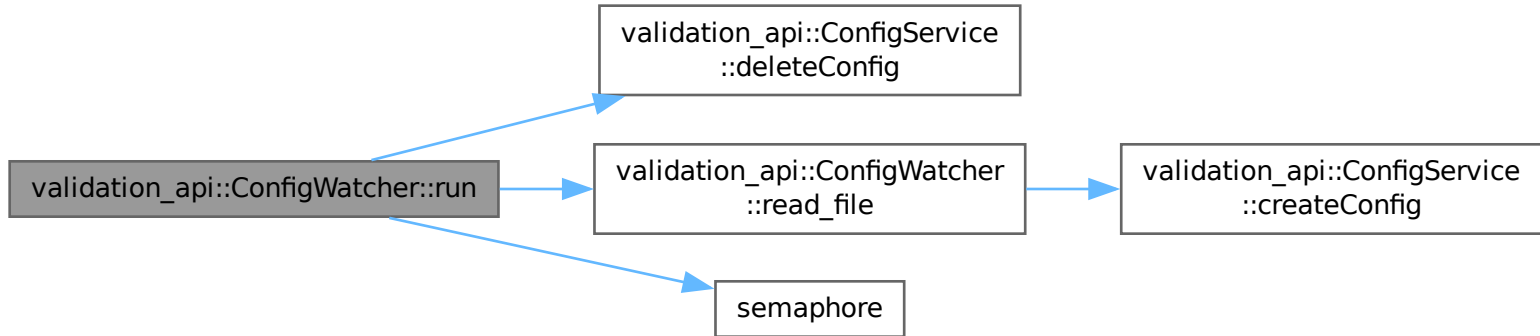 validation_api::ConfigService
::deleteConfig
validation_api::ConfigWatcher::run
validation_api::ConfigWatcher
::read_file
validation_api::ConfigService
::createConfig
semaphore